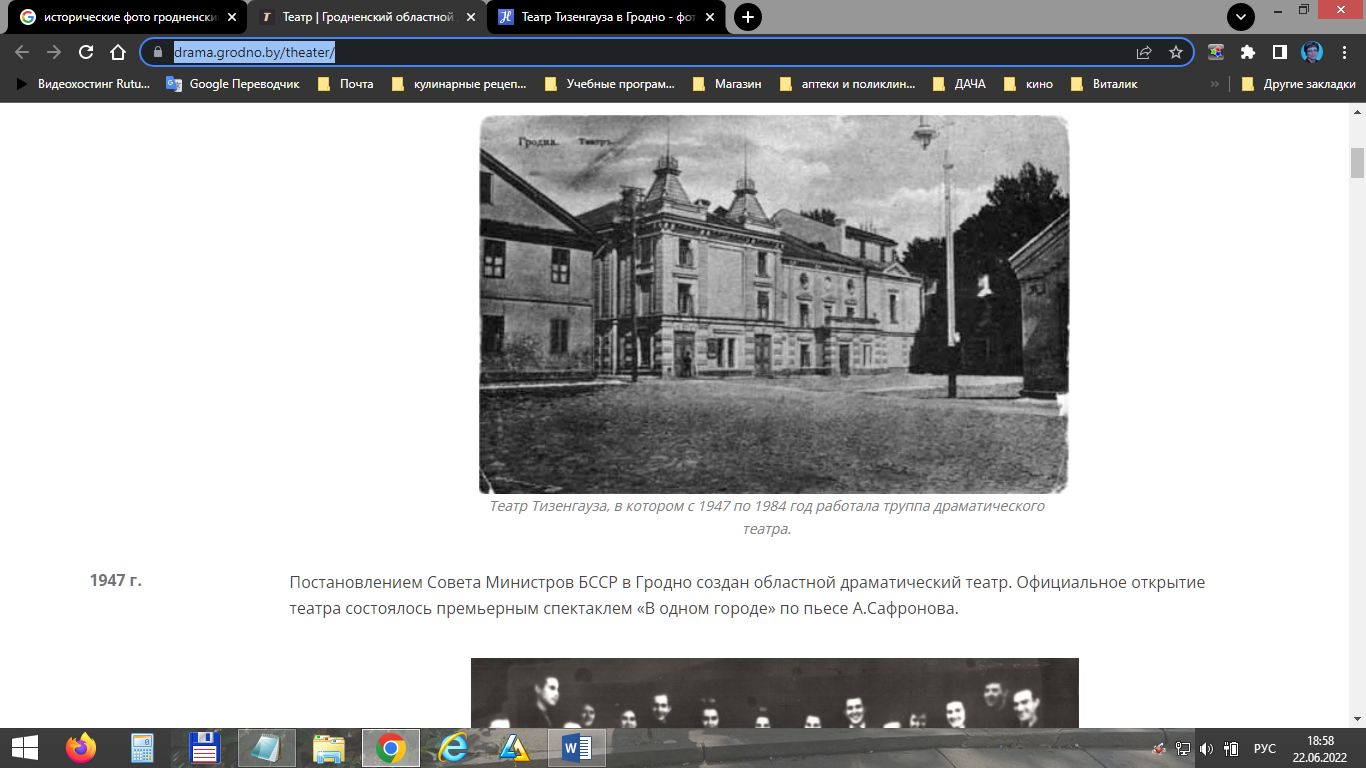 исторические фото гродненски
Театр | Гродненский областной д
Театр Тизенгауза в Гродно - фот
drama.grodno.by/theater/
Видеохостинг Rutu...
Google Переводчик
Почта
кулинарные рецеп...
Учебные програм...
Магазин
аптеки и поликлин...
ДАЧА
кино
Виталик
»
Другие закладки
Гродна. Театръ.
Театр Тизенгауза, в котором с 1947 по 1984 год работала труппа драматического
театра.
1947 г.
Постановлением Совета Министров БССР в Гродно создан областной драматический театр. Официальное открытие
театра состоялось премьерным спектаклем «В одном городе» по пьесе А.Сафронова.
РУС
18:58
22.06.2022